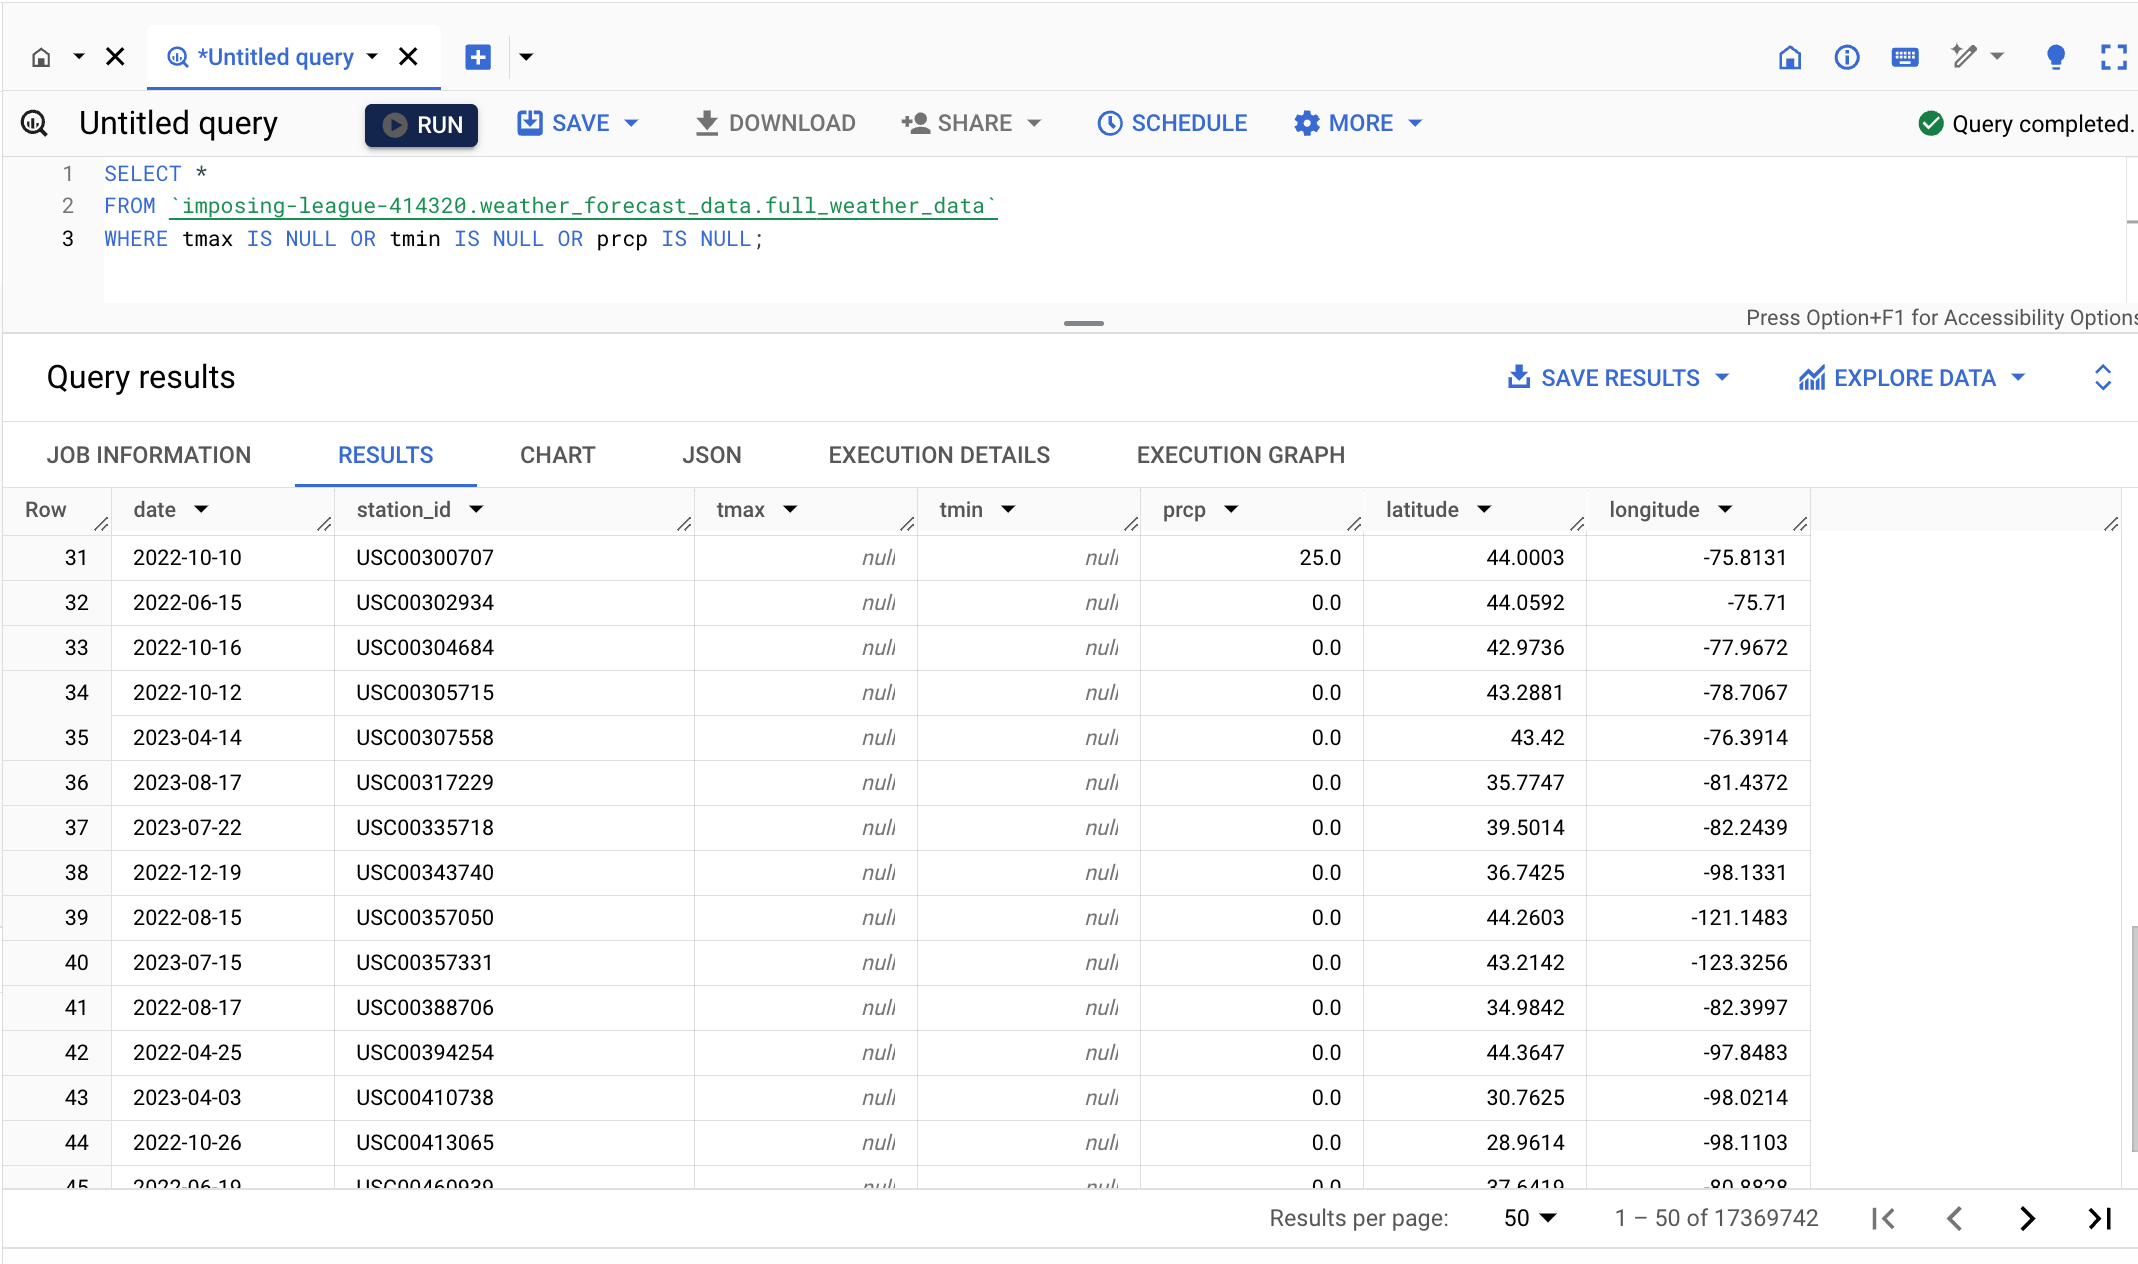 *Untitled query
Untitled query RUN SAVE DOWNLOAD SHARE SCHEDULE MORE Query completed.
1 SELECT *
2 FROM `imposing-league-414320.weather_forecast_data.full_weather_data`
3 WHERE tmax IS NULL OR tmin IS NULL OR prcp IS NULL;
Press Option+F1 for Accessibility Options
Query results SAVE RESULTS EXPLORE DATA
JOB INFORMATION RESULTS CHART JSON EXECUTION DETAILS EXECUTION GRAPH
Row date station_id tmax tmin prcp latitude longitude
31 2022-10-10 USC00300707 null null 25.0 44.0003 -75.8131
32 2022-06-15 USC00302934 null null 0.0 44.0592 -75.71
33 2022-10-16 USC00304684 null null 0.0 42.9736 -77.9672
34 2022-10-12 USC00305715 null null 0.0 43.2881 -78.7067
35 2023-04-14 USC00307558 null null 0.0 43.42 -76.3914
36 2023-08-17 USC00317229 null null 0.0 35.7747 -81.4372
37 2023-07-22 USC00335718 null null 0.0 39.5014 -82.2439
38 2022-12-19 USC00343740 null null 0.0 36.7425 -98.1331
39 2022-08-15 USC00357050 null null 0.0 44.2603 -121.1483
40 2023-07-15 USC00357331 null null 0.0 43.2142 -123.3256
41 2022-08-17 USC00388706 null null 0.0 34.9842 -82.3997
42 2022-04-25 USC00394254 null null 0.0 44.3647 -97.8483
43 2023-04-03 USC00410738 null null 0.0 30.7625 -98.0214
44 2022-10-26 USC00413065 null null 0.0 28.9614 -98.1103
45 2022-06-19 USC00460939 null null 0.0 37.6419 -80.8828
Results per page: 50 1 – 50 of 17369742